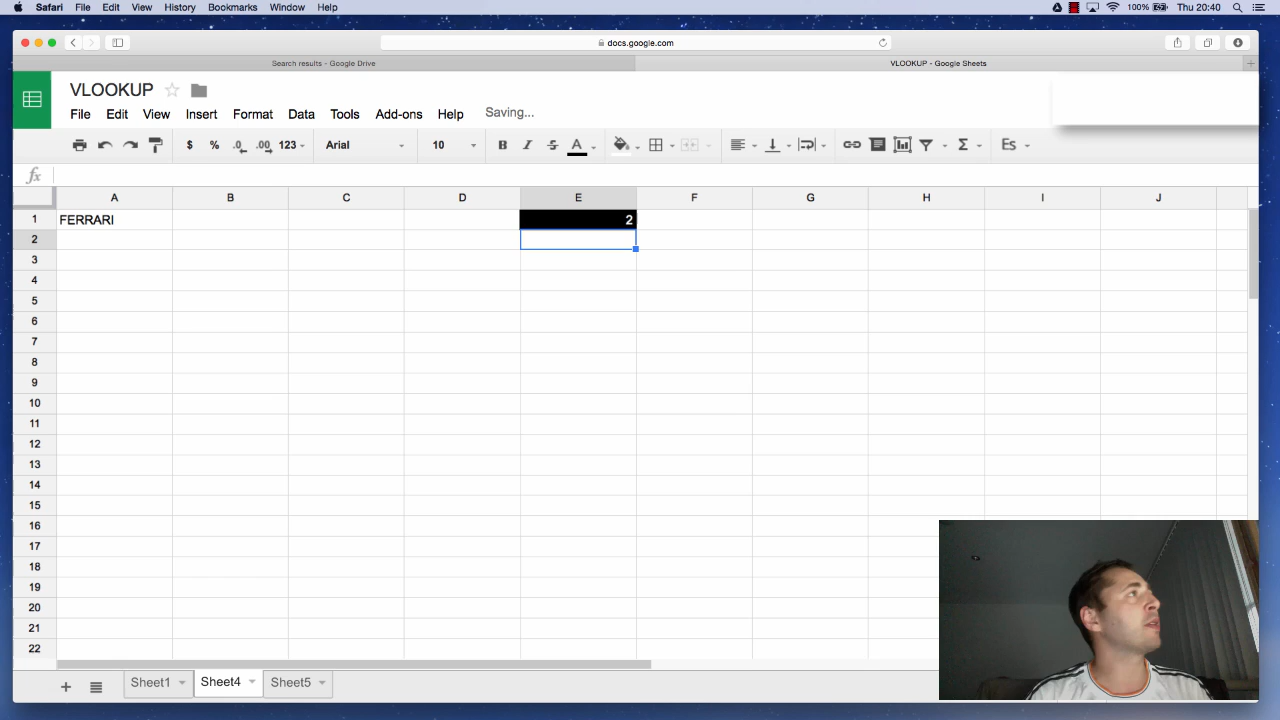 Safari File Edit View History Bookmarks Window Help 100% Thu 20:40
docs.google.com
Search results - Google Drive VLOOKUP - Google Sheets
VLOOKUP
File Edit View Insert Format Data Tools Add-ons Help Saving...
$ % .0 .00 123 Arial 10 B I S A Σ Es
fx
A B C D E F G H I J
1 FERRARI 2
2
3
4
5
6
7
8
9
10
11
12
13
14
15
16
17
18
19
20
21
22
Sheet1 Sheet4 Sheet5